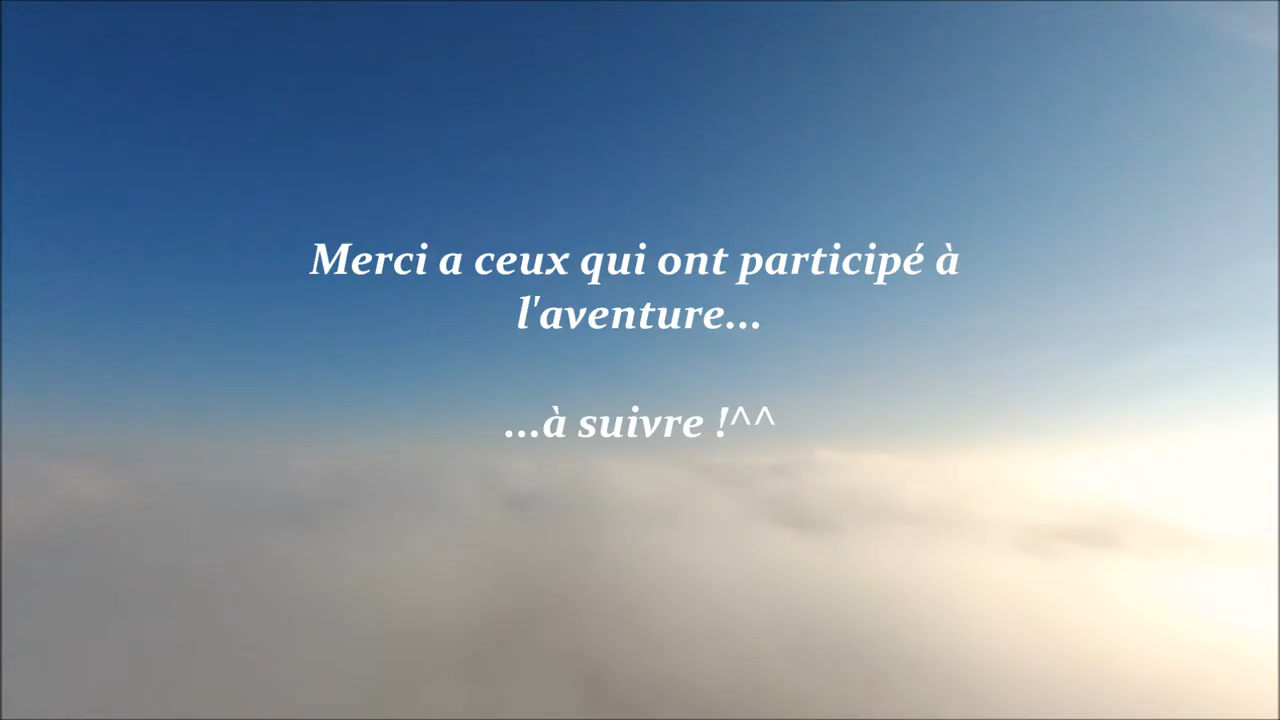 Merci a ceux qui ont participé à
l'aventure...
...à suivre !^^